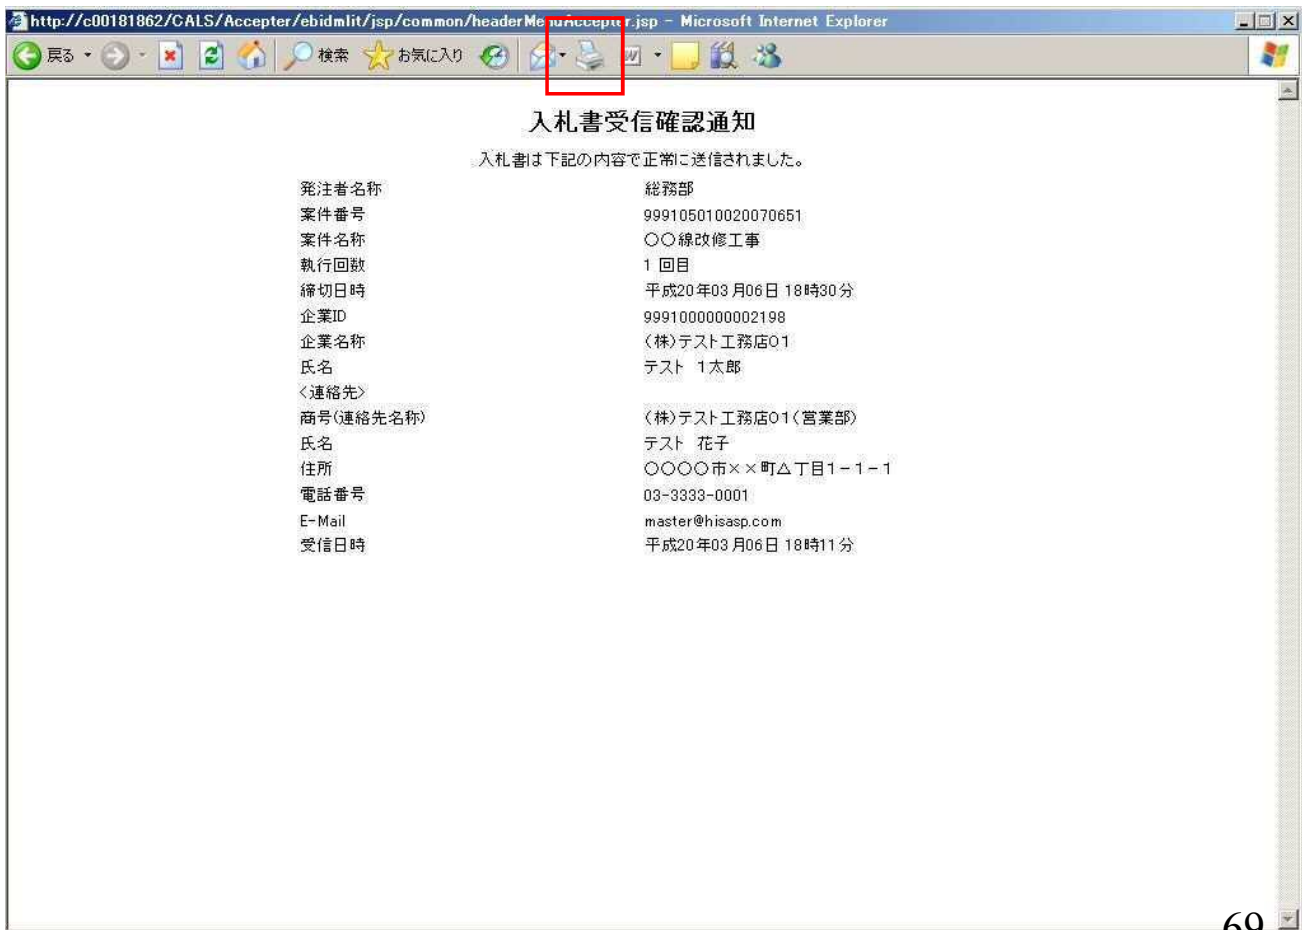 http://c00181862/CALS/Accepter/ebidmlit/jsp/common/headerMenuAccepter.jsp - Microsoft Internet Explorer
戻る 検索 お気に入り
入札書受信確認通知
入札書は下記の内容で正常に送信されました。
発注者名称 総務部
案件番号 999105010020070651
案件名称 〇〇線改修工事
執行回数 1 回目
締切日時 平成20年03月06日 18時30分
企業ID 9991000000002198
企業名称 (株)テスト工務店01
氏名 テスト 1太郎
<連絡先>
商号(連絡先名称) (株)テスト工務店01(営業部)
氏名 テスト 花子
住所 〇〇〇〇市××町△丁目1-1-1
電話番号 03-3333-0001
E-Mail master@hisasp.com
受信日時 平成20年03月06日 18時11分
69